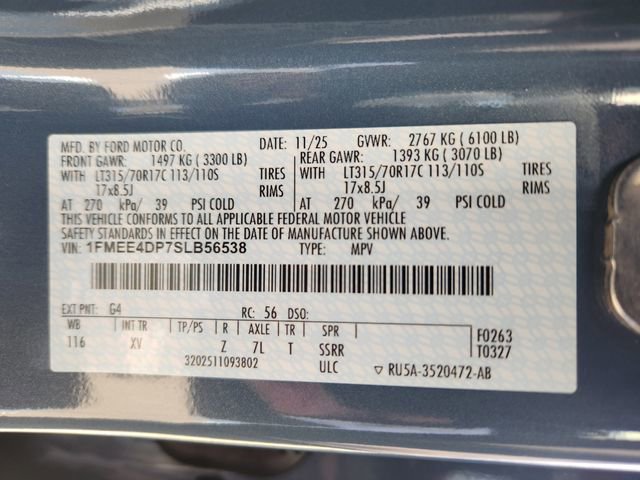 MFD. BY FORD MOTOR CO. DATE: 11/25 GVWR: 2767 KG ( 6100 LB)
FRONT GAWR: 1497 KG ( 3300 LB) REAR GAWR: 1393 KG ( 3070 LB)
WITH LT315/70R17C 113/110S TIRES WITH LT315/70R17C 113/110S TIRES
17x8.5J RIMS 17x8.5J RIMS
AT 270 kPa/ 39 PSI COLD AT 270 kPa/ 39 PSI COLD
THIS VEHICLE CONFORMS TO ALL APPLICABLE FEDERAL MOTOR VEHICLE
SAFETY STANDARDS IN EFFECT ON THE DATE OF MANUFACTURE SHOWN ABOVE.
VIN: 1FMEE4DP7SLB56538 TYPE: MPV
EXT PNT: G4 RC: 56 DSO:
WB INT TR TP/PS R AXLE TR SPR F0263
116 XV Z 7L T SSRR T0327
3202511093802 ULC ▽ RU5A-3520472-AB